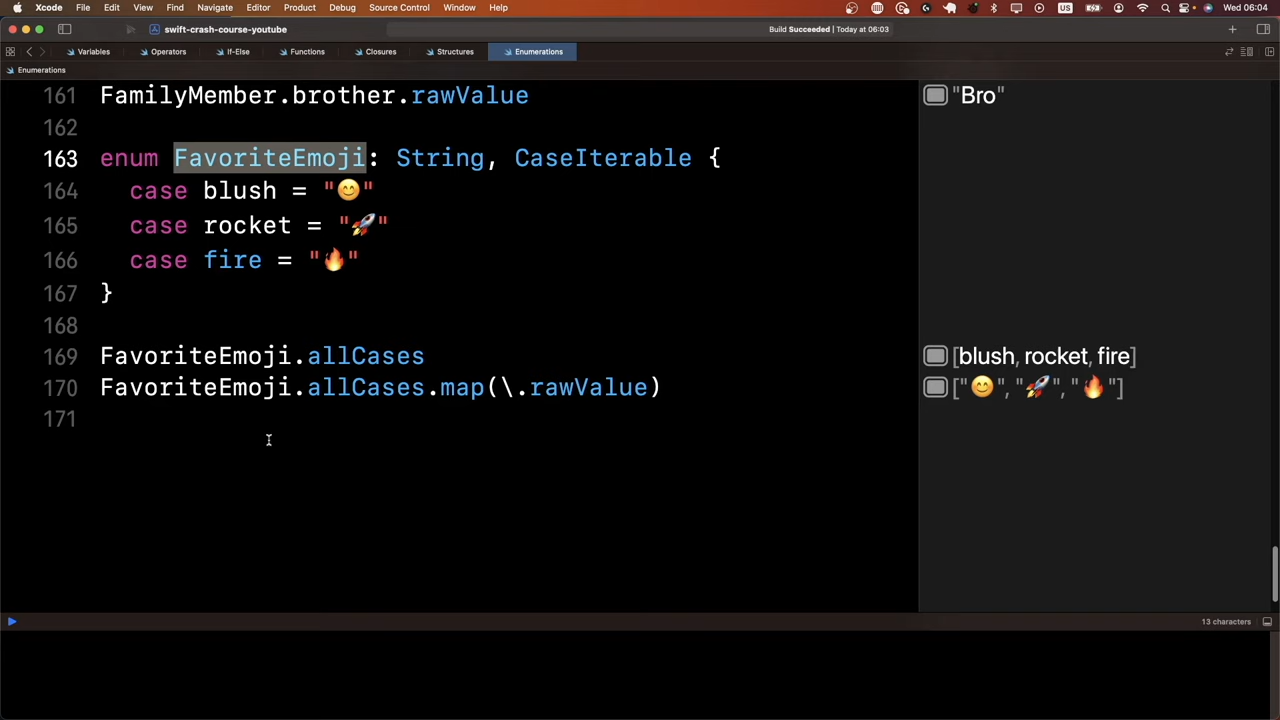 Xcode File Edit View Find Navigate Editor Product Debug Source Control Window Help Wed 06:04
swift-crash-course-youtube Build Succeeded | Today at 06:03
Variables Operators If-Else Functions Closures Structures Enumerations
Enumerations
161 FamilyMember.brother.rawValue "Bro"
162
163 enum FavoriteEmoji: String, CaseIterable {
164 case blush = "😊"
165 case rocket = "🚀"
166 case fire = "🔥"
167 }
168
169 FavoriteEmoji.allCases [blush, rocket, fire]
170 FavoriteEmoji.allCases.map(\.rawValue) ["😊", "🚀", "🔥"]
171
13 characters